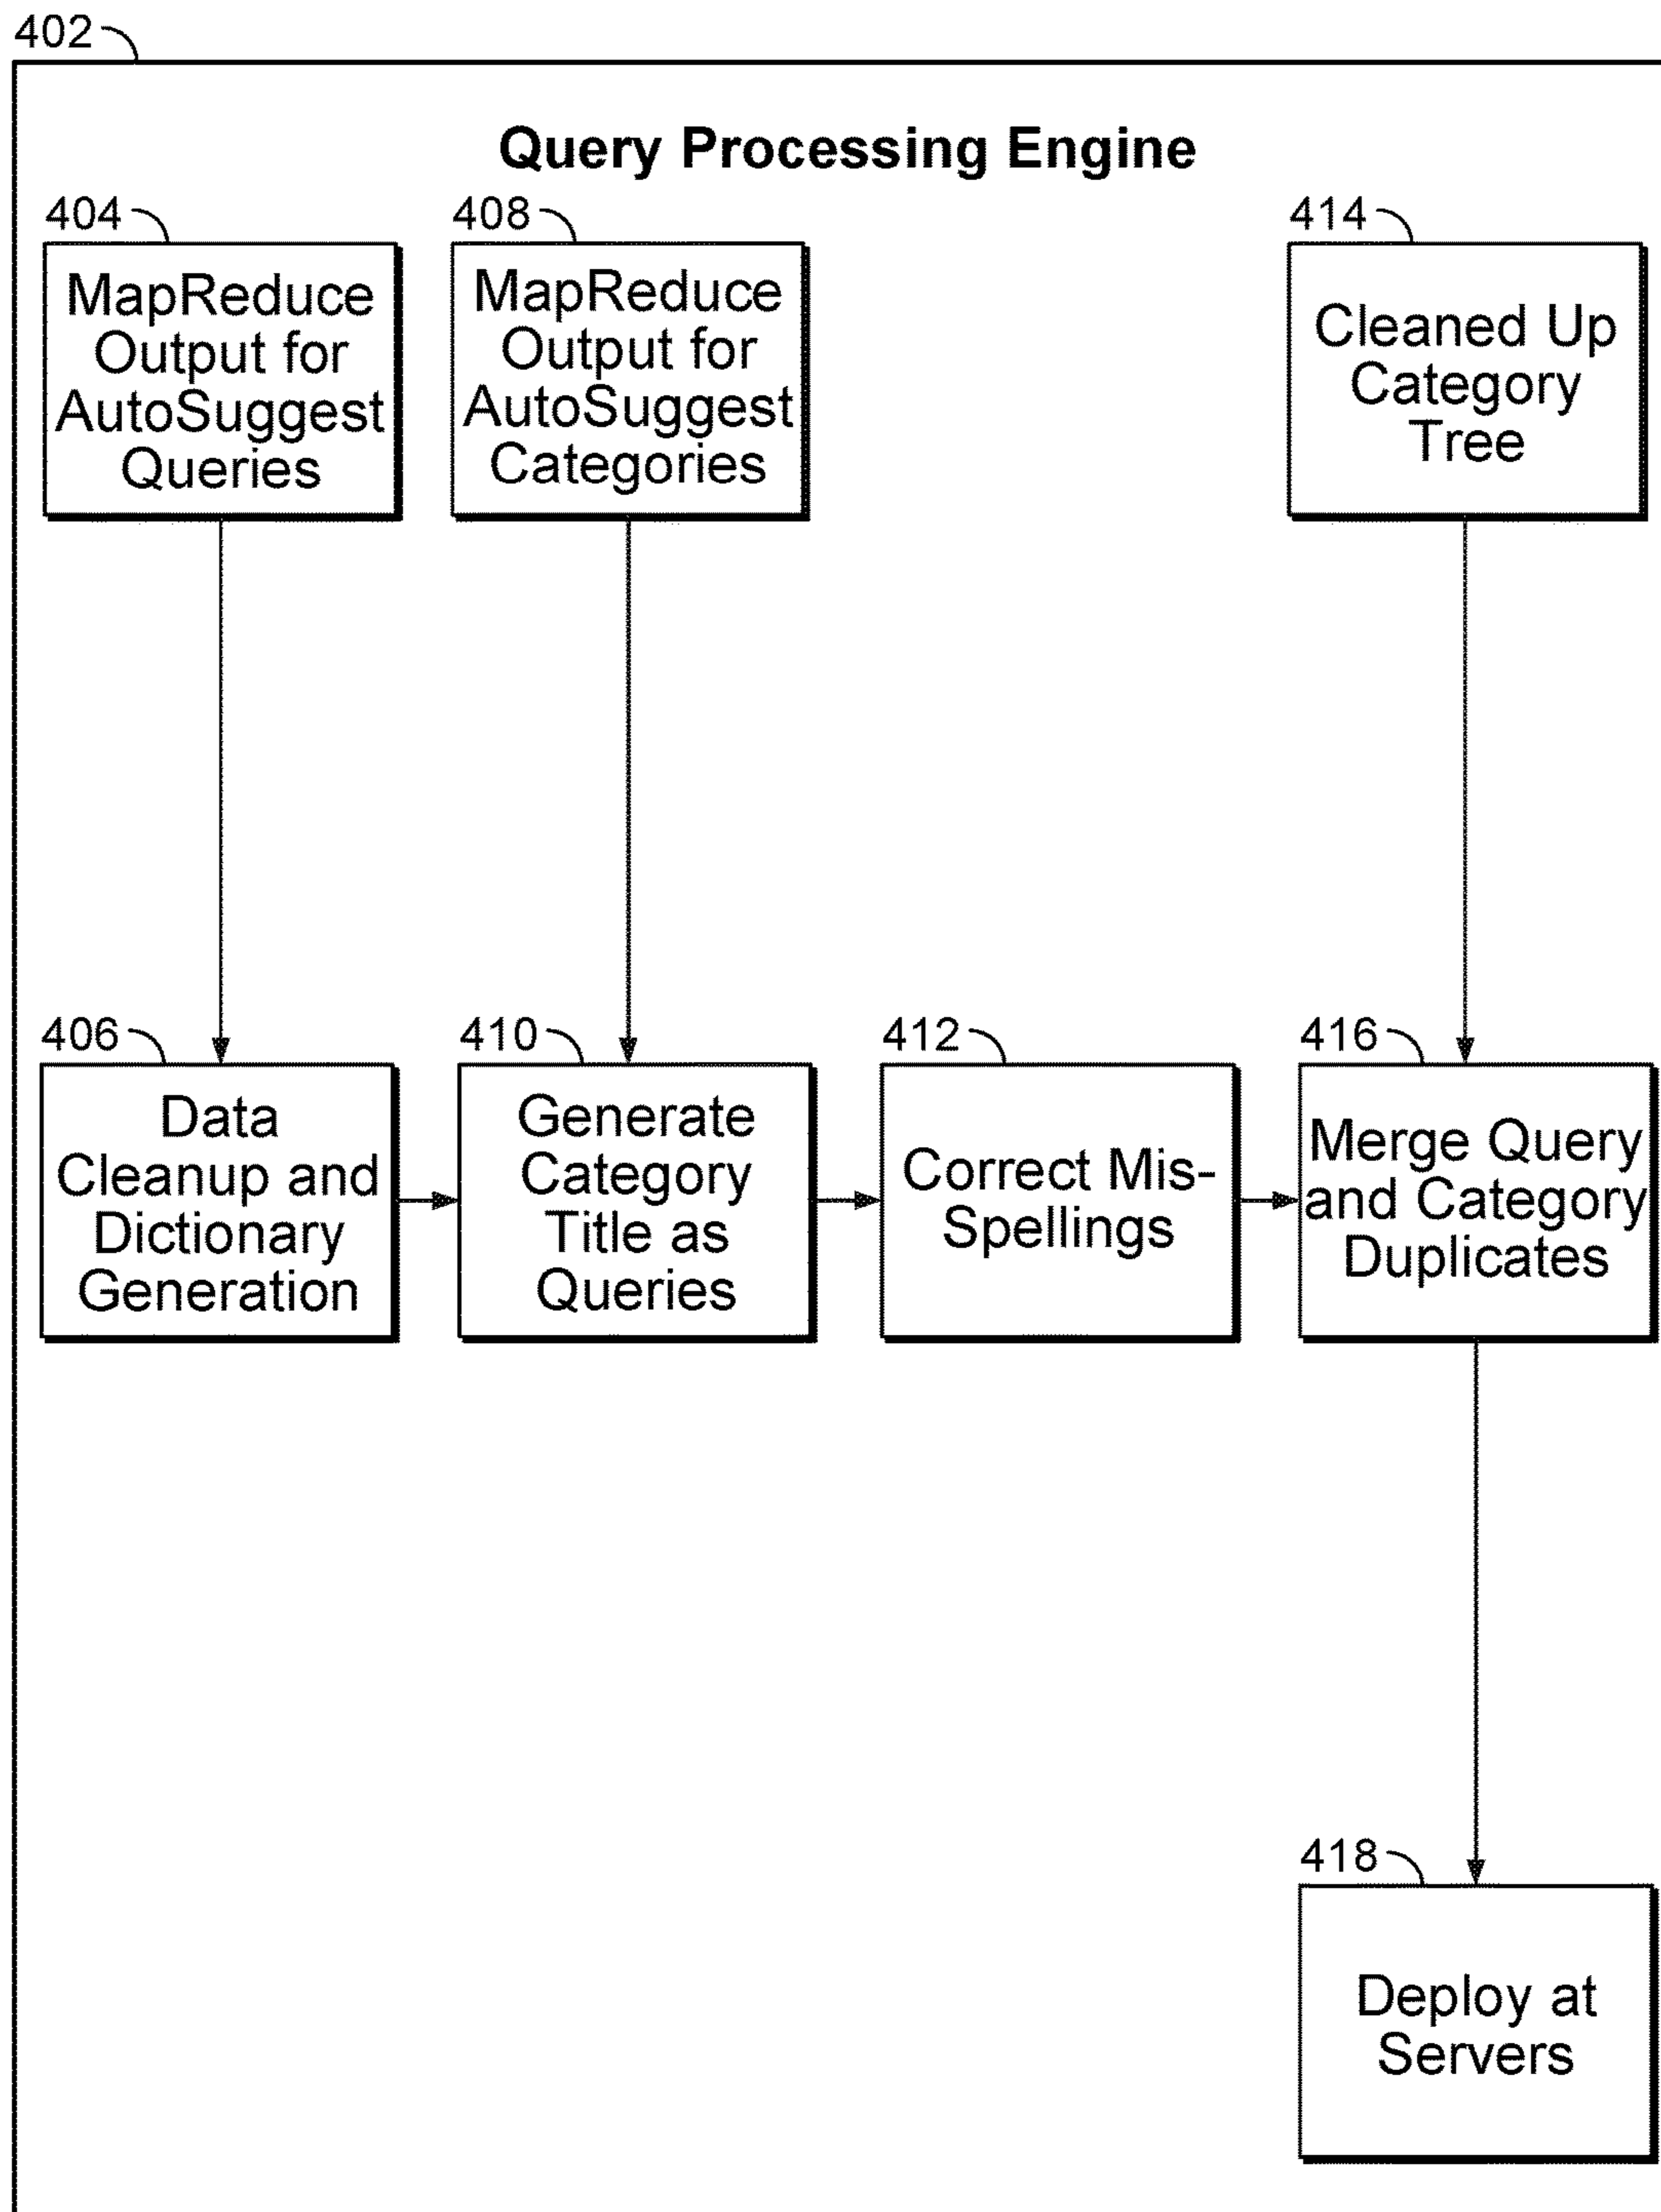 402
Query Processing Engine
404
MapReduce
Output for
AutoSuggest
Queries
408
MapReduce
Output for
AutoSuggest
Categories
414
Cleaned Up
Category
Tree
406
Data
Cleanup and
Dictionary
Generation
410
Generate
Category
Title as
Queries
412
Correct Mis-
Spellings
416
Merge Query
and Category
Duplicates
418
Deploy at
Servers